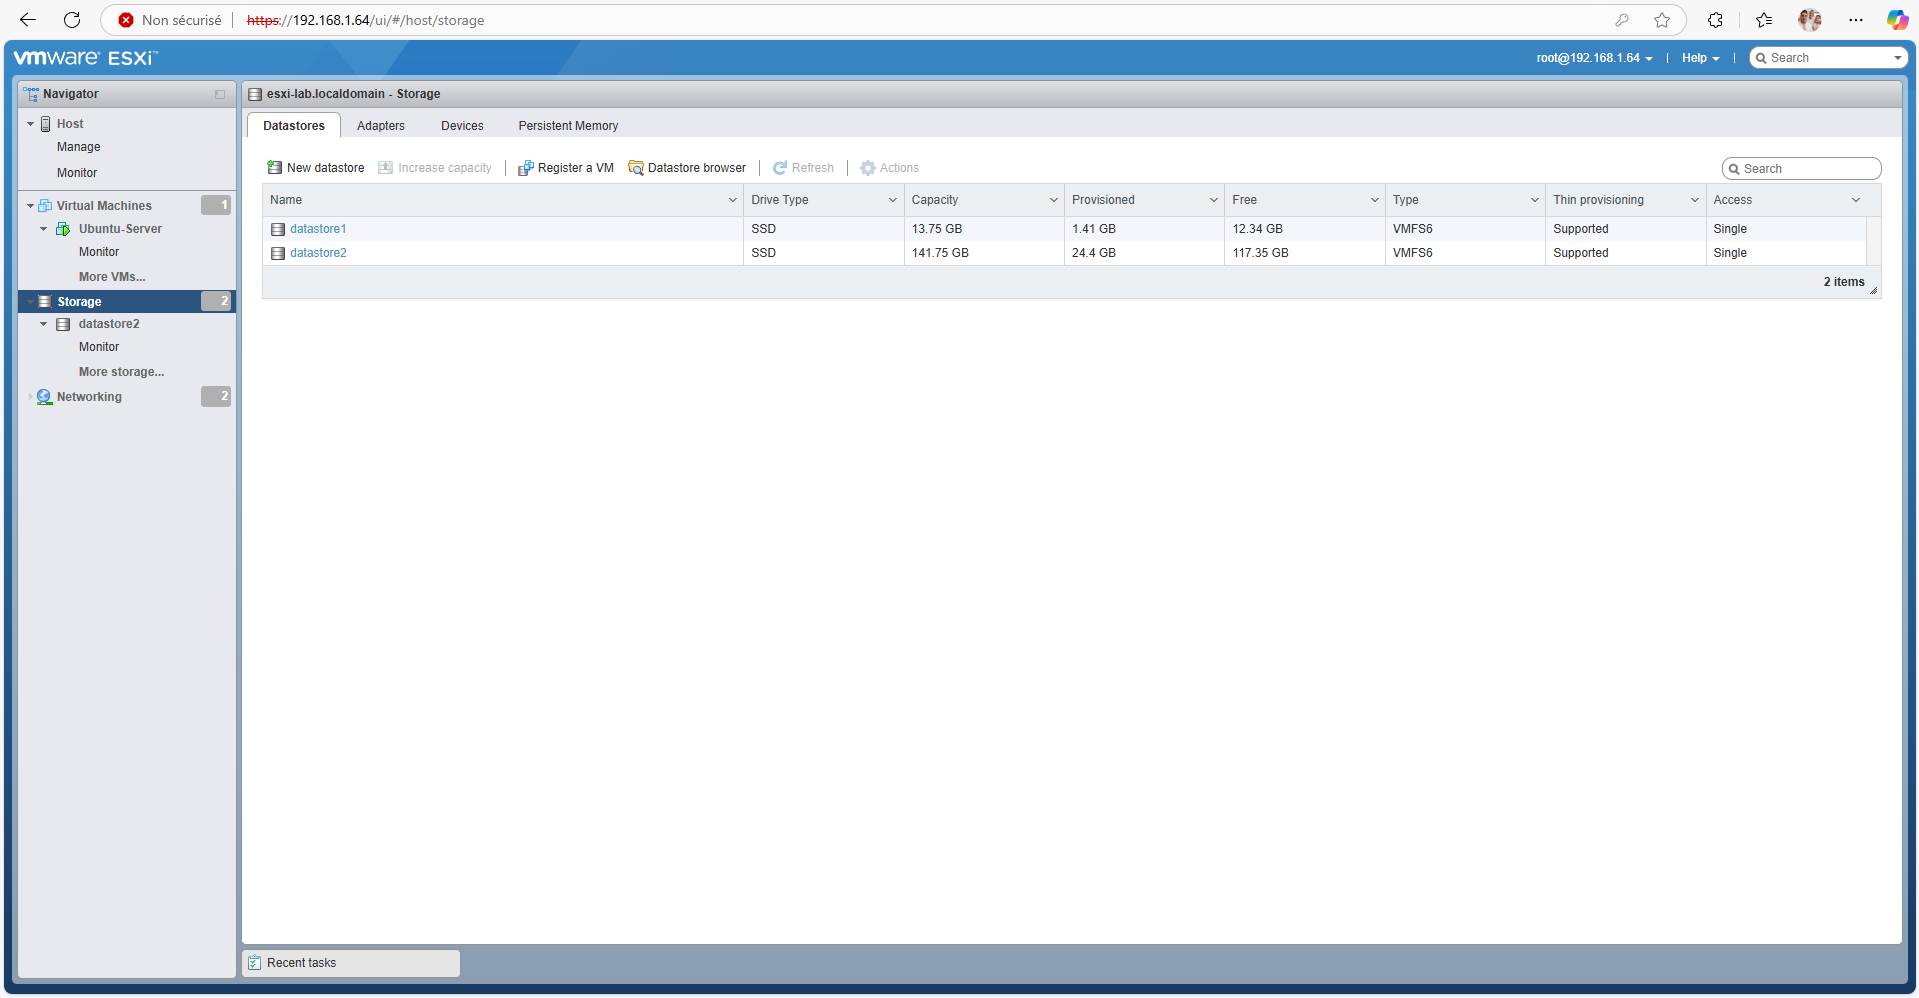 Non sécurisé https://192.168.1.64/ui/#/host/storage
vmware ESXi™
root@192.168.1.64 | Help | Search
Navigator
Host
Manage
Monitor
Virtual Machines 1
Ubuntu-Server
Monitor
More VMs...
Storage 2
datastore2
Monitor
More storage...
Networking 2
esxi-lab.localdomain - Storage
Datastores Adapters Devices Persistent Memory
New datastore Increase capacity Register a VM Datastore browser Refresh Actions Search
Name Drive Type Capacity Provisioned Free Type Thin provisioning Access
datastore1 SSD 13.75 GB 1.41 GB 12.34 GB VMFS6 Supported Single
datastore2 SSD 141.75 GB 24.4 GB 117.35 GB VMFS6 Supported Single
2 items
Recent tasks